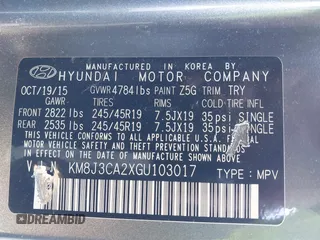 MANUFACTURED IN KOREA BY
HYUNDAI MOTOR COMPANY
OCT/19/15 GVWR 4784lbs PAINT Z5G TRIM TRY
GAWR TIRES RIMS COLD TIRE INFL
FRONT
2822 lbs 245/45R19 7.5JX19 35psi SINGLE
REAR
2535 lbs 245/45R19 7.5JX19 35psi SINGLE
THIS VEHICLE CONFORMS TO ALL APPLICABLE
FEDERAL MOTOR VEHICLE SAFETY, BUMPER, AND
THEFT PREVENTION STANDARDS IN EFFECT ON THE
DATE OF MANUFACTURE SHOWN ABOVE.
V N KM8J3CA2XGU103017 TYPE : MPV
DREAMBID